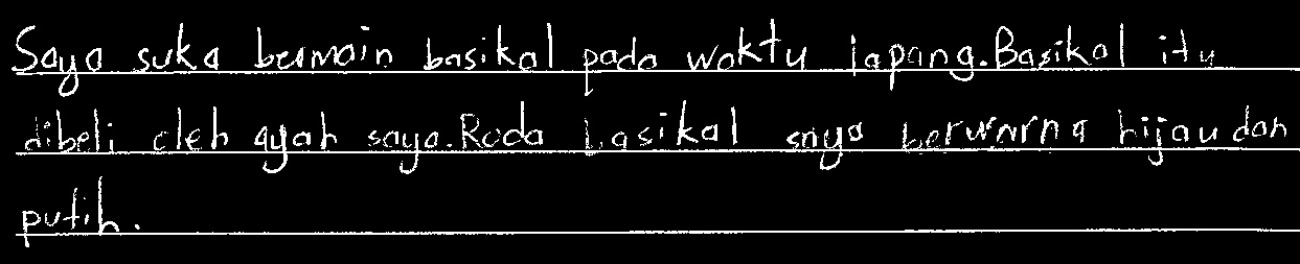 Saya suka bermain basikal pada waktu lapang. Basikal itu
dibeli oleh ayah saya. Roda basikal saya berwarna hijau dan
putih.